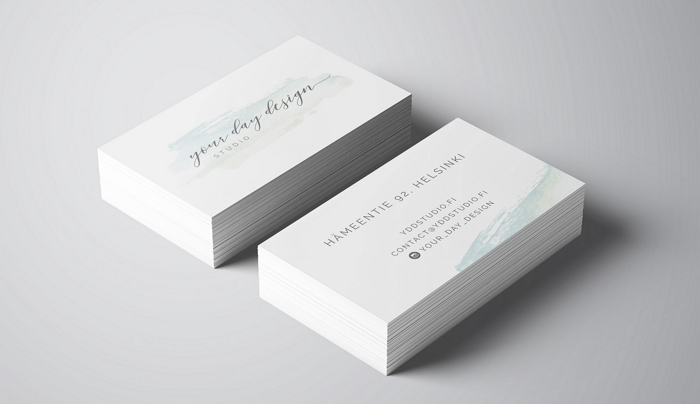 your day design
STUDIO
HÄMEENTIE 92, HELSINKI
YDDSTUDIO.FI
CONTACT@YDDSTUDIO.FI
YOUR_DAY_DESIGN